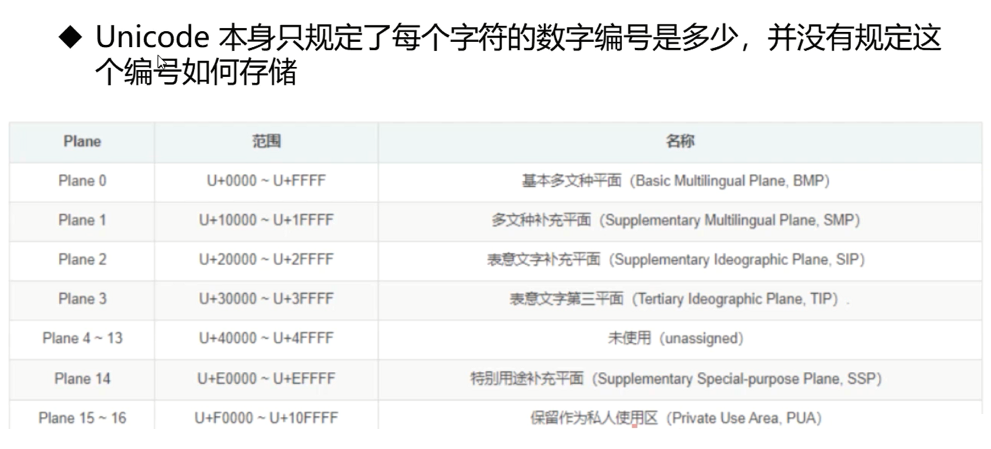 ◆ Unicode 本身只规定了每个字符的数字编号是多少，并没有规定这
个编号如何存储
Plane 范围 名称
Plane 0 U+0000 ~ U+FFFF 基本多文种平面（Basic Multilingual Plane, BMP）
Plane 1 U+10000 ~ U+1FFFF 多文种补充平面（Supplementary Multilingual Plane, SMP）
Plane 2 U+20000 ~ U+2FFFF 表意文字补充平面（Supplementary Ideographic Plane, SIP）
Plane 3 U+30000 ~ U+3FFFF 表意文字第三平面（Tertiary Ideographic Plane, TIP）.
Plane 4 ~ 13 U+40000 ~ U+4FFFF 未使用（unassigned）
Plane 14 U+E0000 ~ U+EFFFF 特别用途补充平面（Supplementary Special-purpose Plane, SSP）
Plane 15 ~ 16 U+F0000 ~ U+10FFFF 保留作为私人使用区（Private Use Area, PUA）